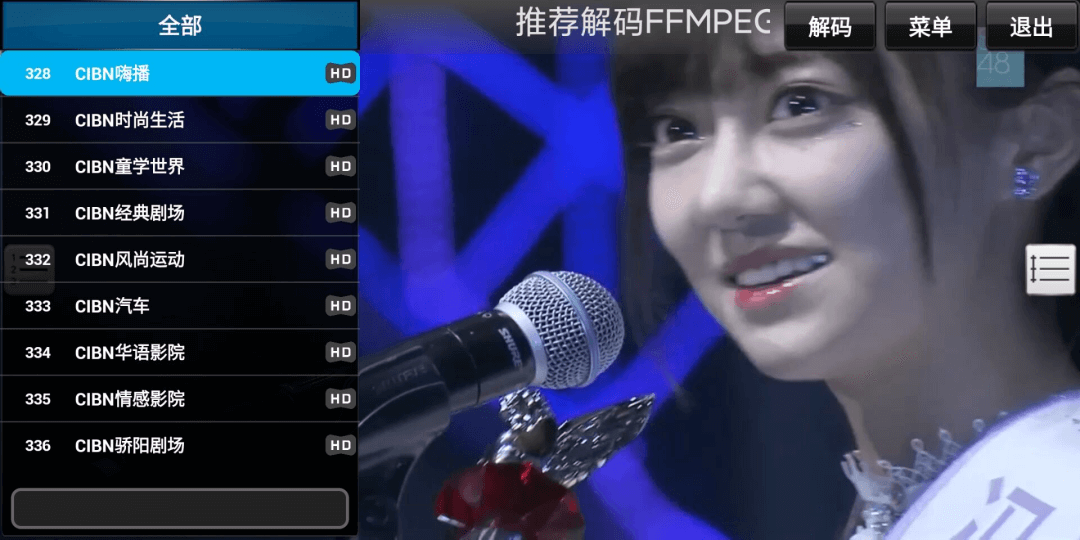 全部
推荐解码FFMPEG
解码
菜单
退出
48
328 CIBN嗨播 HD
329 CIBN时尚生活 HD
330 CIBN童学世界 HD
331 CIBN经典剧场 HD
332 CIBN风尚运动 HD
333 CIBN汽车 HD
334 CIBN华语影院 HD
335 CIBN情感影院 HD
336 CIBN骄阳剧场 HD
SHURE